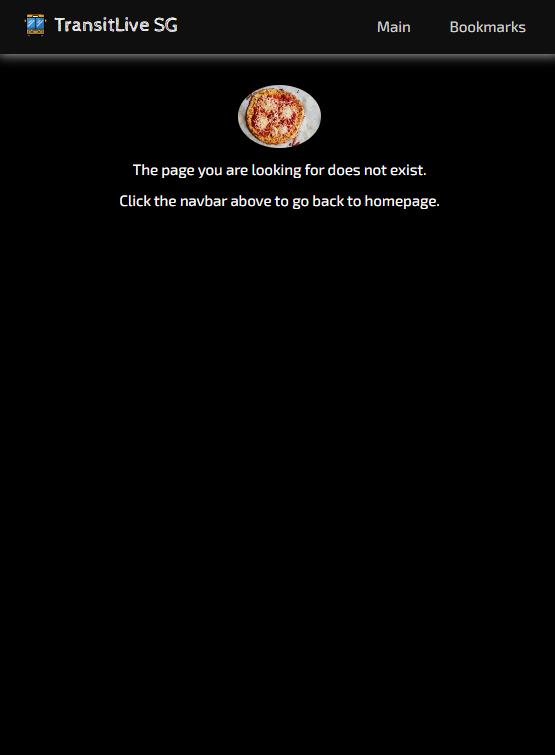 TransitLive SG
Main
Bookmarks
The page you are looking for does not exist.
Click the navbar above to go back to homepage.